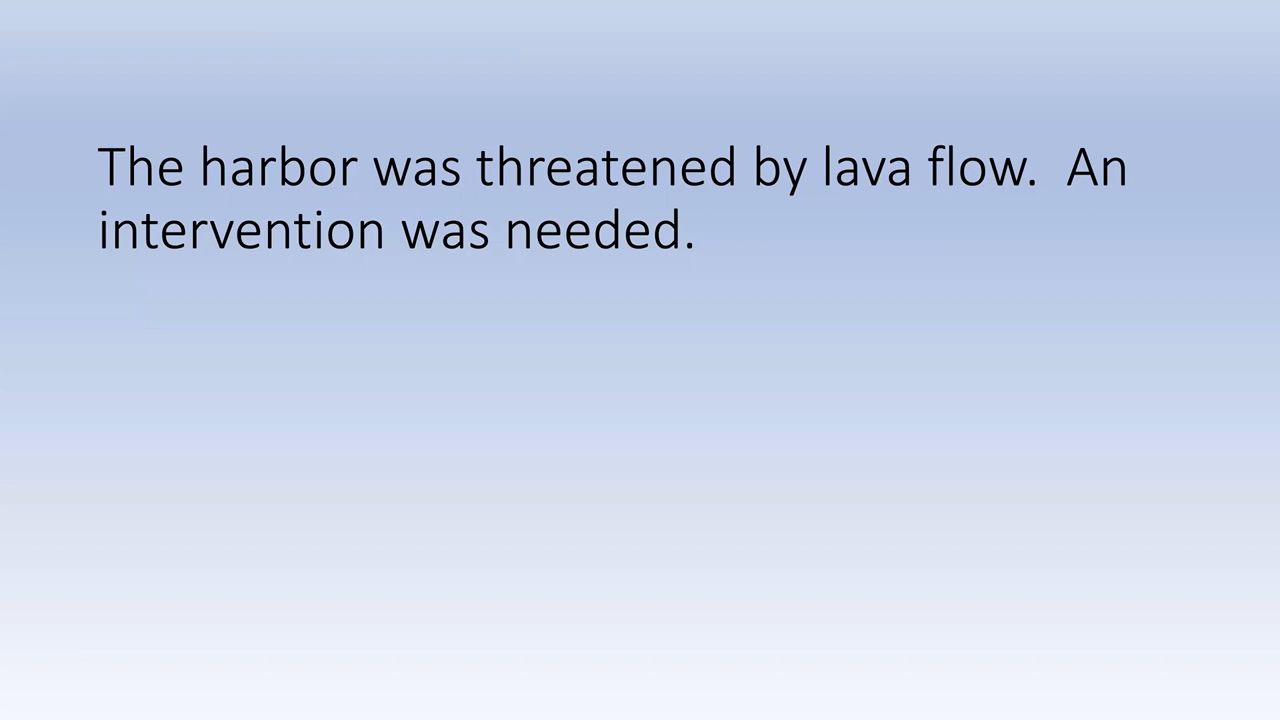 The harbor was threatened by lava flow.  An
intervention was needed.